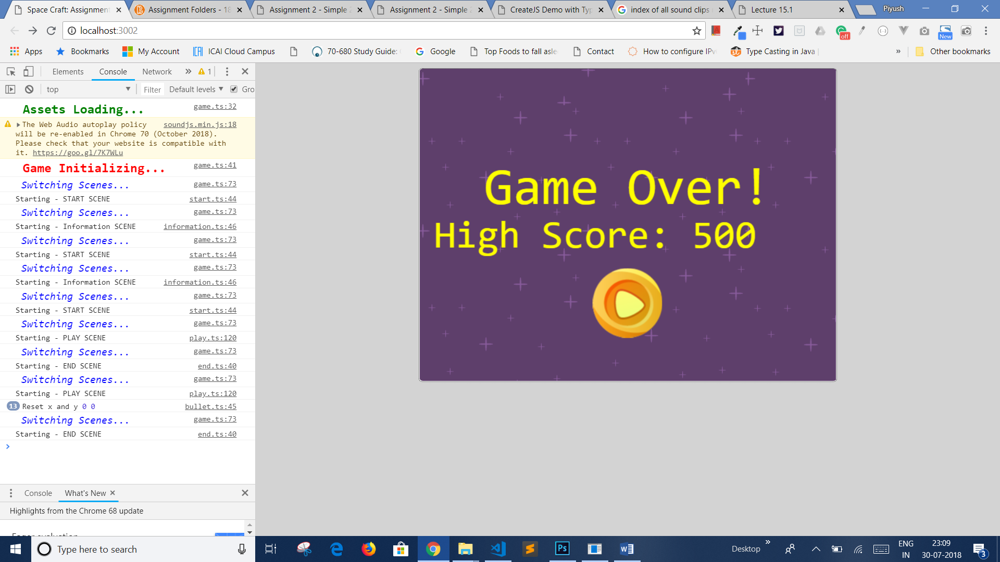 Space Craft: Assignment
Assignment Folders - 18
Assignment 2 - Simple 2
Assignment 2 - Simple 2
CreateJS Demo with Typ
index of all sound clips
Lecture 15.1
Piyush
localhost:3002
off
New
Apps
Bookmarks
My Account
ICAI Cloud Campus
70-680 Study Guide:
Google
Top Foods to fall asle
Contact
How to configure IPv
Type Casting in Java |
»
Other bookmarks
Elements
Console
Network
»
1
top
Filter
Default levels
Gro
Assets Loading... game.ts:32
The Web Audio autoplay policy soundjs.min.js:18
will be re-enabled in Chrome 70 (October 2018).
Please check that your website is compatible with
it. https://goo.gl/7K7WLu
Game Initializing... game.ts:41
Switching Scenes... game.ts:73
Starting - START SCENE start.ts:44
Switching Scenes... game.ts:73
Starting - Information SCENE information.ts:46
Switching Scenes... game.ts:73
Starting - START SCENE start.ts:44
Switching Scenes... game.ts:73
Starting - Information SCENE information.ts:46
Switching Scenes... game.ts:73
Starting - START SCENE start.ts:44
Switching Scenes... game.ts:73
Starting - PLAY SCENE play.ts:120
Switching Scenes... game.ts:73
Starting - END SCENE end.ts:40
Switching Scenes... game.ts:73
Starting - PLAY SCENE play.ts:120
13 Reset x and y 0 0 bullet.ts:45
Switching Scenes... game.ts:73
Starting - END SCENE end.ts:40
Game Over!
High Score: 500
Console
What's New
Highlights from the Chrome 68 update
Eager evaluation
Type here to search
Ps
Desktop
»
ENG
IN
23:09
30-07-2018
3